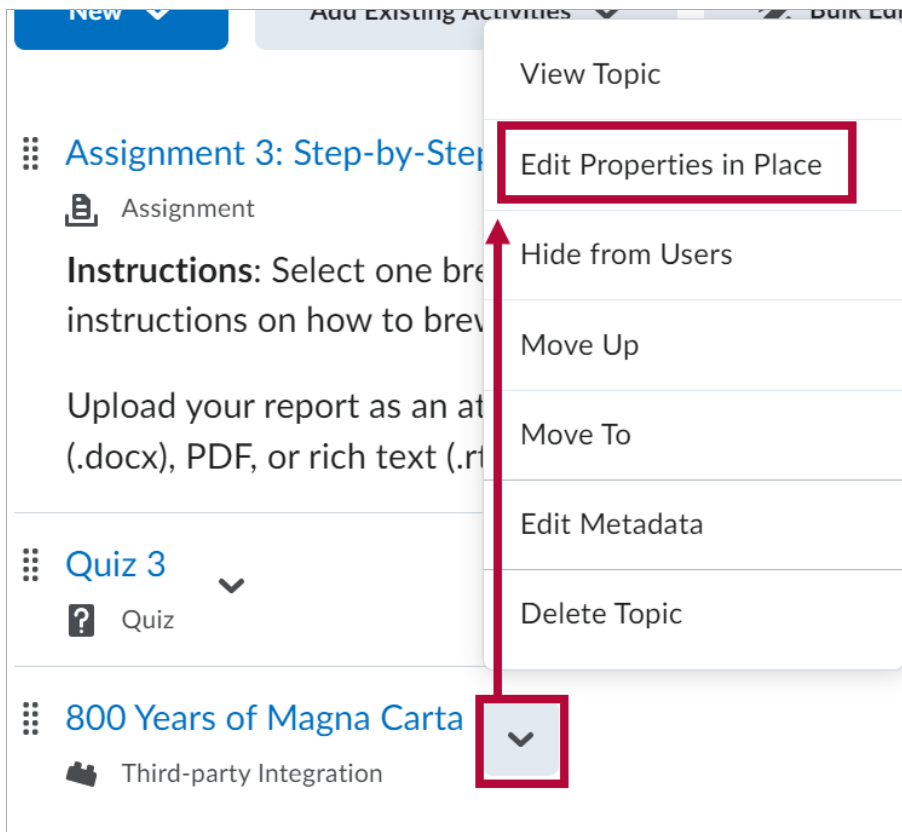 New
Add Existing Activities
Bulk Edi
View Topic
Assignment 3: Step-by-Step
Edit Properties in Place
Assignment
Hide from Users
Instructions: Select one bre
instructions on how to brew
Move Up
Upload your report as an at
Move To
(.docx), PDF, or rich text (.rt
Edit Metadata
Quiz 3
Quiz
Delete Topic
800 Years of Magna Carta
Third-party Integration